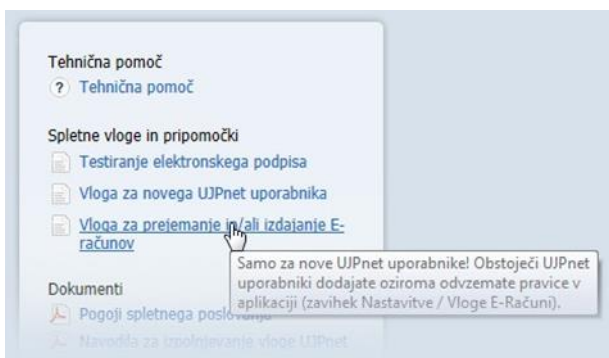 Tehnična pomoč
Tehnična pomoč
Spletne vloge in pripomočki
Testiranje elektronskega podpisa
Vloga za novega UJPnet uporabnika
Vloga za prejemanje in/ali izdajanje E-
računov
Samo za nove UJPnet uporabnike! Obstoječi UJPnet
uporabniki dodajate oziroma odvzemate pravice v
aplikaciji (zavihek Nastavitve / Vloge E-Računi).
Dokumenti
Pogoji spletnega poslovanja
Navodila za izpolnjevanje vloge UJPnet